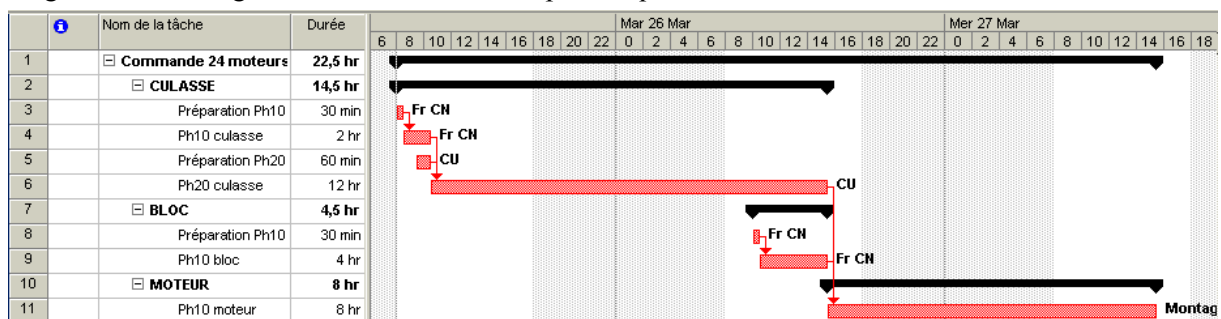 Nom de la tâche Durée Mar 26 Mar Mer 27 Mar
6 8 10 12 14 16 18 20 22 0 2 4 6 8 10 12 14 16 18 20 22 0 2 4 6 8 10 12 14 16 18
1 Commande 24 moteurs 22,5 hr
2 CULASSE 14,5 hr
3 Préparation Ph10 30 min Fr CN
4 Ph10 culasse 2 hr Fr CN
5 Préparation Ph20 60 min CU
6 Ph20 culasse 12 hr CU
7 BLOC 4,5 hr
8 Préparation Ph10 30 min Fr CN
9 Ph10 bloc 4 hr Fr CN
10 MOTEUR 8 hr
11 Ph10 moteur 8 hr Montag